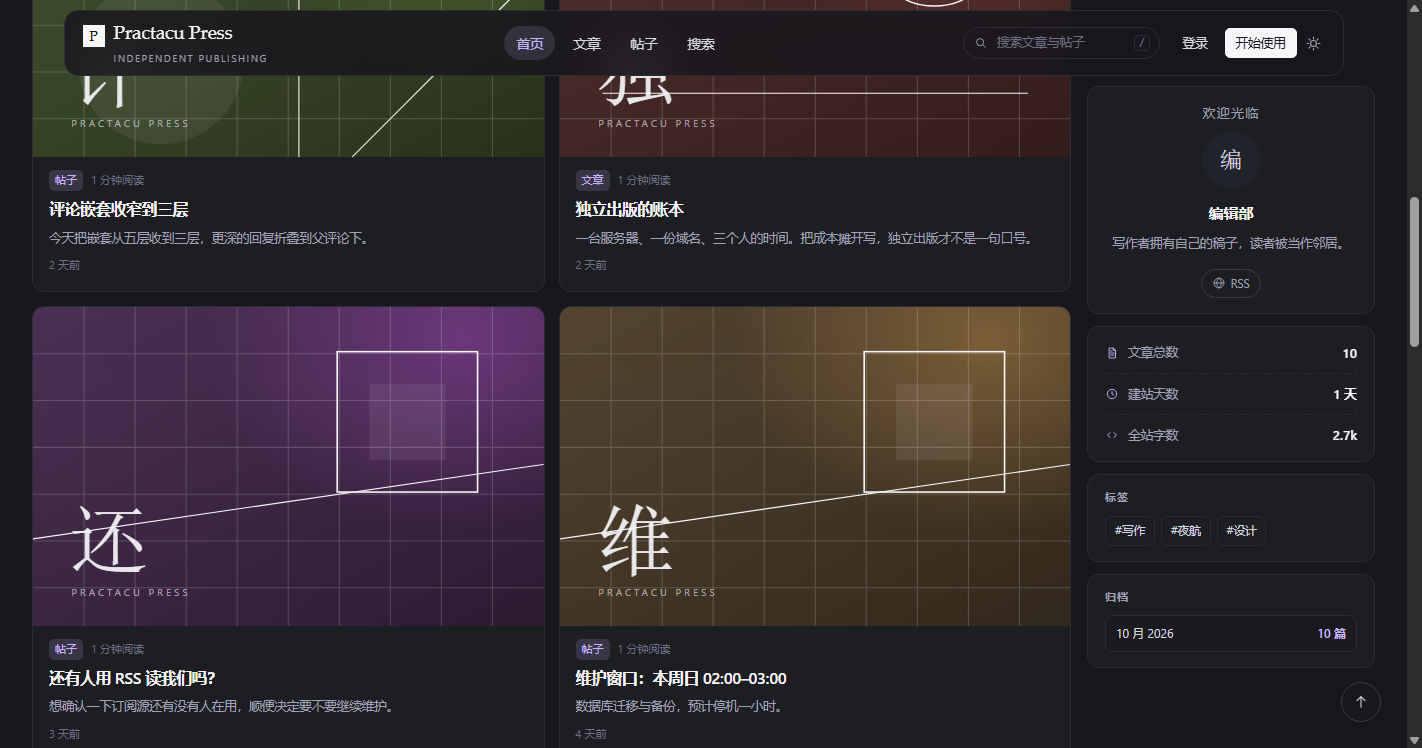 P Practacu Press
INDEPENDENT PUBLISHING
首页 文章 帖子 搜索
搜索文章与帖子 /
登录 开始使用
评
PRACTACU PRESS
帖子 1 分钟阅读
评论嵌套收窄到三层
今天把嵌套从五层收到三层，更深的回复折叠到父评论下。
2 天前
独
PRACTACU PRESS
文章 1 分钟阅读
独立出版的账本
一台服务器、一份域名、三个人的时间。把成本摊开写，独立出版才不是一句口号。
2 天前
还
PRACTACU PRESS
帖子 1 分钟阅读
还有人用 RSS 读我们吗？
想确认一下订阅源还有没有人在用，顺便决定要不要继续维护。
3 天前
维
PRACTACU PRESS
帖子 1 分钟阅读
维护窗口：本周日 02:00–03:00
数据库迁移与备份，预计停机一小时。
4 天前
欢迎光临
编
编辑部
写作者拥有自己的稿子，读者被当作邻居。
RSS
文章总数 10
建站天数 1 天
全站字数 2.7k
标签
#写作 #夜航 #设计
归档
10 月 2026 10 篇